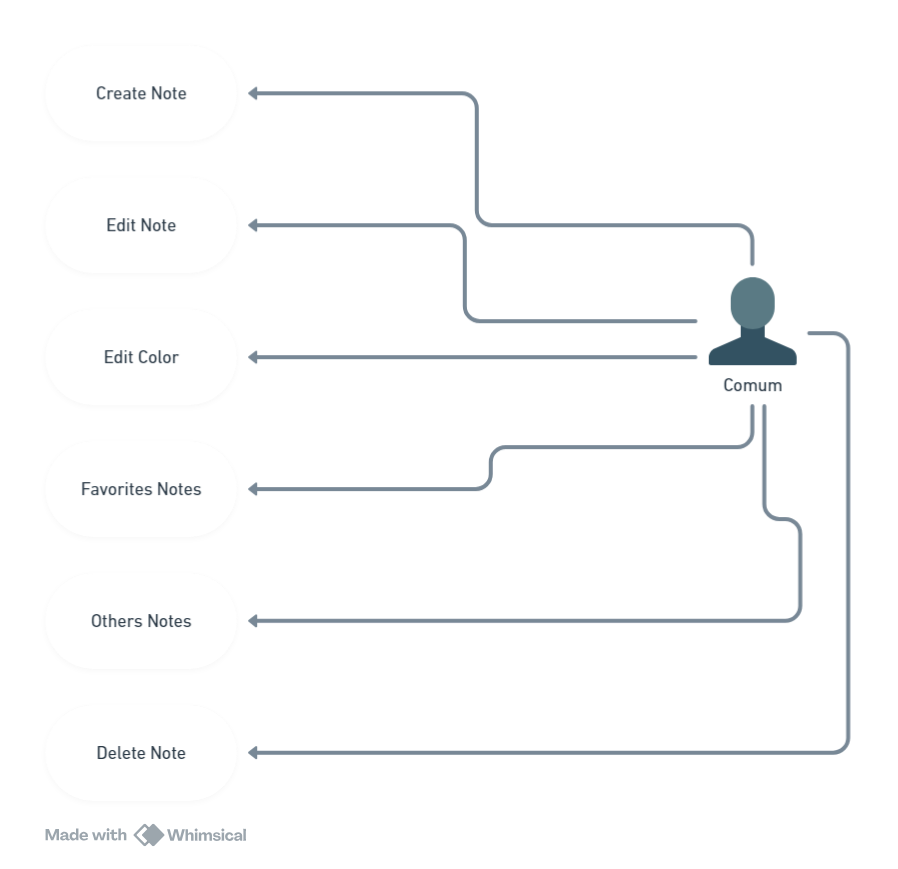 Create Note
Edit Note
Edit Color
Comum
Favorites Notes
Others Notes
Delete Note
Made with Whimsical